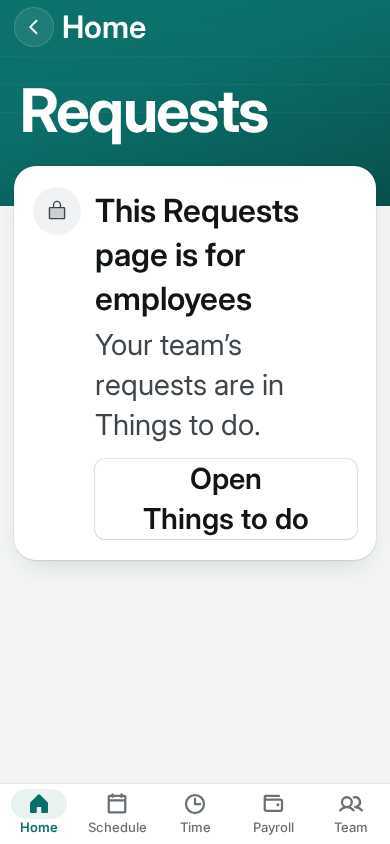 Home
Requests
This Requests
page is for
employees
Your team’s
requests are in
Things to do.
Open
Things to do
Home
Schedule
Time
Payroll
Team